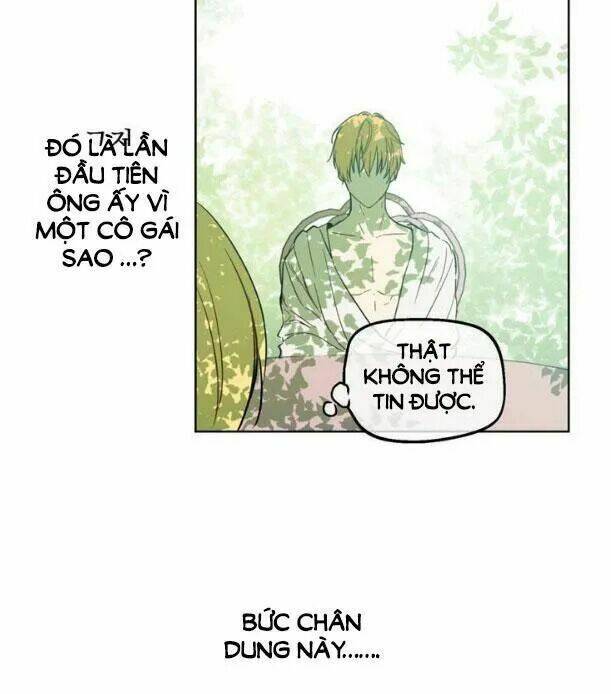 ĐÓ LÀ LẦN
ĐẦU TIÊN
ÔNG ẤY VÌ
MỘT CÔ GÁI
SAO ...?
THẬT
KHÔNG THỂ
TIN ĐƯỢC.
BỨC CHÂN
DUNG NÀY.......